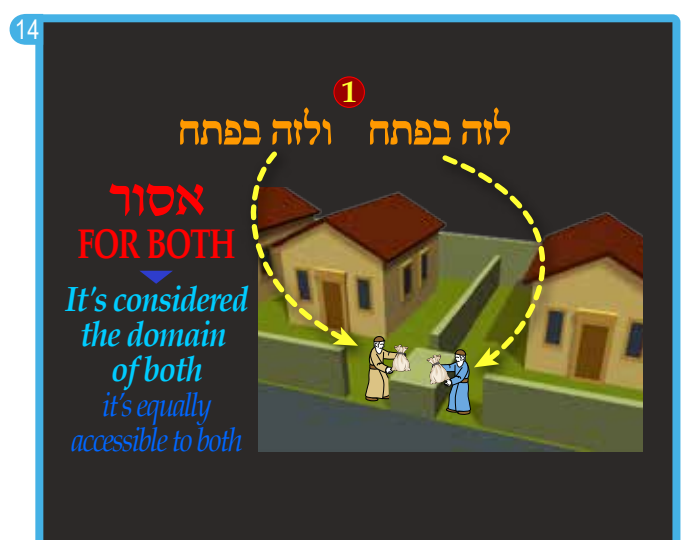 14
1
לזה בפתח ולזה בפתח
אסור
FOR BOTH
It's considered
the domain
of both
it's equally
accessible to both